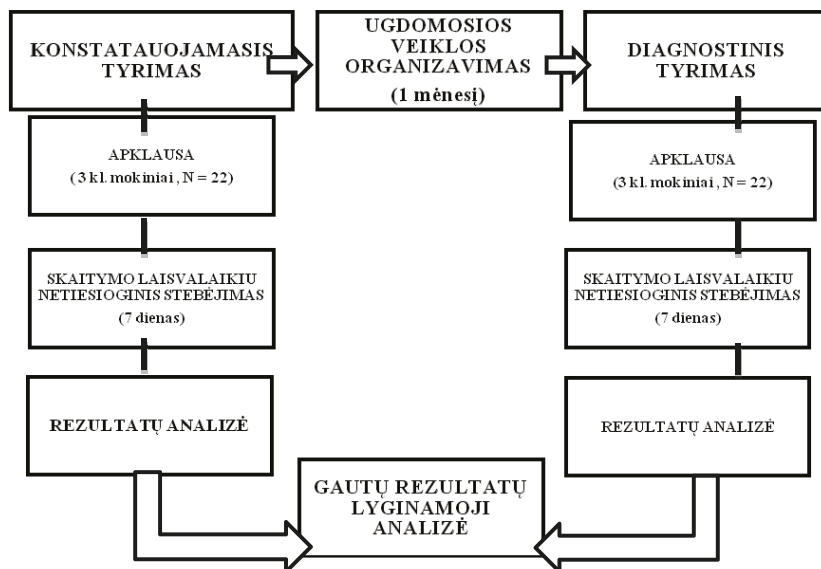 KONSTATAUOJAMASIS
TYRIMAS
UGDOMOSIOS
VEIKLOS
ORGANIZAVIMAS
(1 mėnesį)
DIAGNOSTINIS
TYRIMAS
APKLAUSA
(3 kl. mokiniai , N = 22)
APKLAUSA
(3 kl. mokiniai , N = 22)
SKAITYMO LAISVALAIKIU
NETIESIOGINIS STEBĖJIMAS
(7 dienas)
SKAITYMO LAISVALAIKIU
NETIESIOGINIS STEBĖJIMAS
(7 dienas)
REZULTATŲ ANALIZĖ
REZULTATŲ ANALIZĖ
GAUTŲ REZULTATŲ
LYGINAMOJI
ANALIZĖ